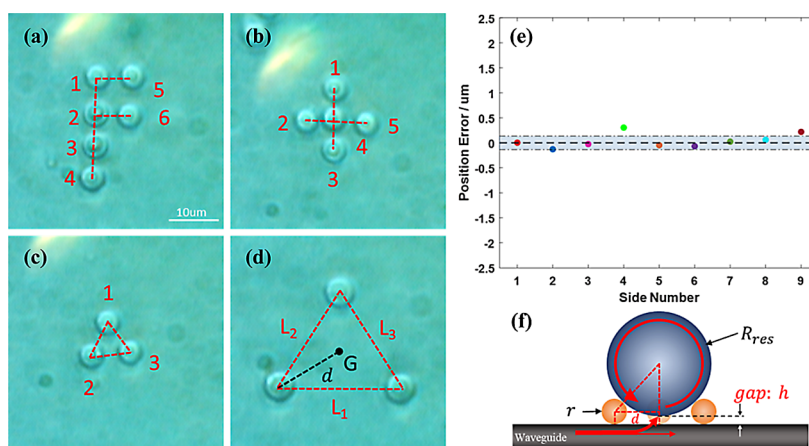 (a)
1
5
2
6
3
4
10um
(b)
1
2
5
4
3
(c)
1
2
3
(d)
L2
L3
G
d
L1
(e)
Position Error / um
2.5
2
1.5
1
0.5
0
-0.5
-1
-1.5
-2
-2.5
1 2 3 4 5 6 7 8 9
Side Number
(f)
Rres
r
d
gap: h
Waveguide